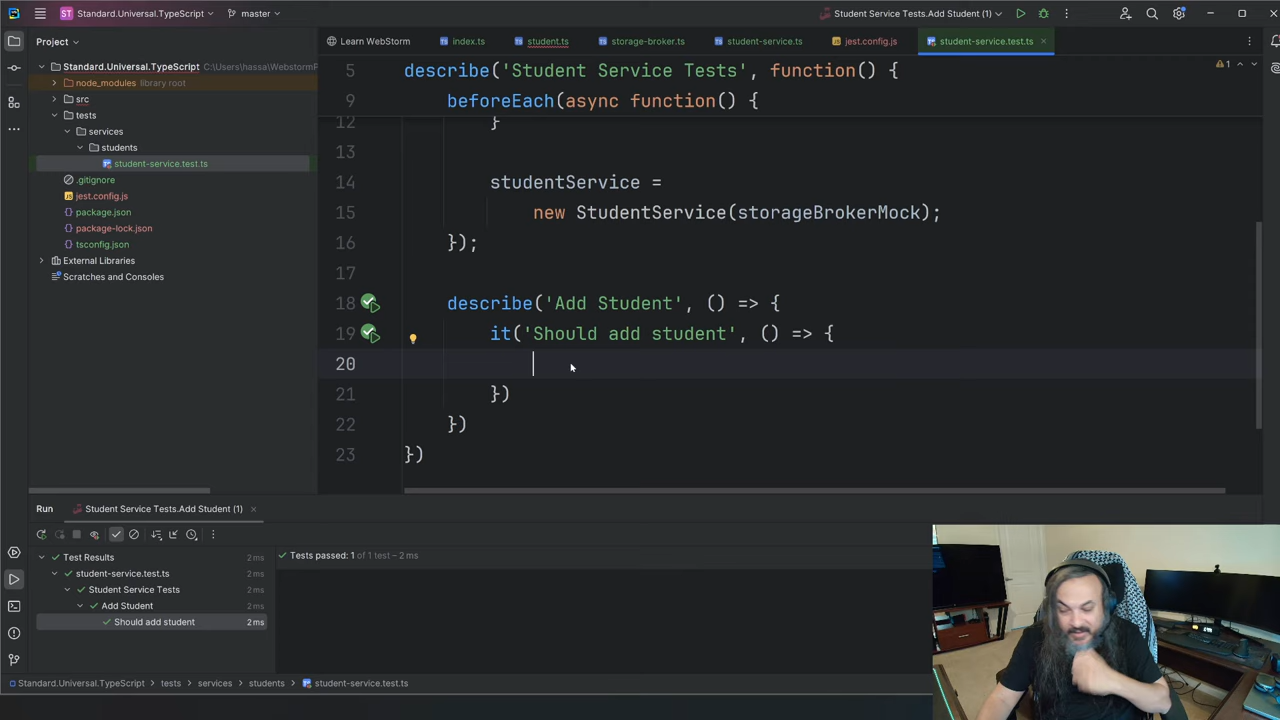 ST Standard.Universal.TypeScript master Student Service Tests.Add Student (1)
Project
Learn WebStorm index.ts student.ts storage-broker.ts student-service.ts jest.config.js student-service.test.ts
Standard.Universal.TypeScript C:\Users\hassa\WebstormP
node_modules library root
src
tests
services
students
student-service.test.ts
.gitignore
jest.config.js
package.json
package-lock.json
tsconfig.json
External Libraries
Scratches and Consoles
5 describe('Student Service Tests', function() {
1
9 beforeEach(async function() {
12 }
13
14 studentService =
15 new StudentService(storageBrokerMock);
16 });
17
18 describe('Add Student', () => {
19 it('Should add student', () => {
20
21 })
22 })
23 })
Run Student Service Tests.Add Student (1)
Test Results 2 ms
student-service.test.ts 2 ms
Student Service Tests 2 ms
Add Student 2 ms
Should add student 2 ms
Tests passed: 1 of 1 test – 2 ms
Standard.Universal.TypeScript > tests > services > students > student-service.test.ts